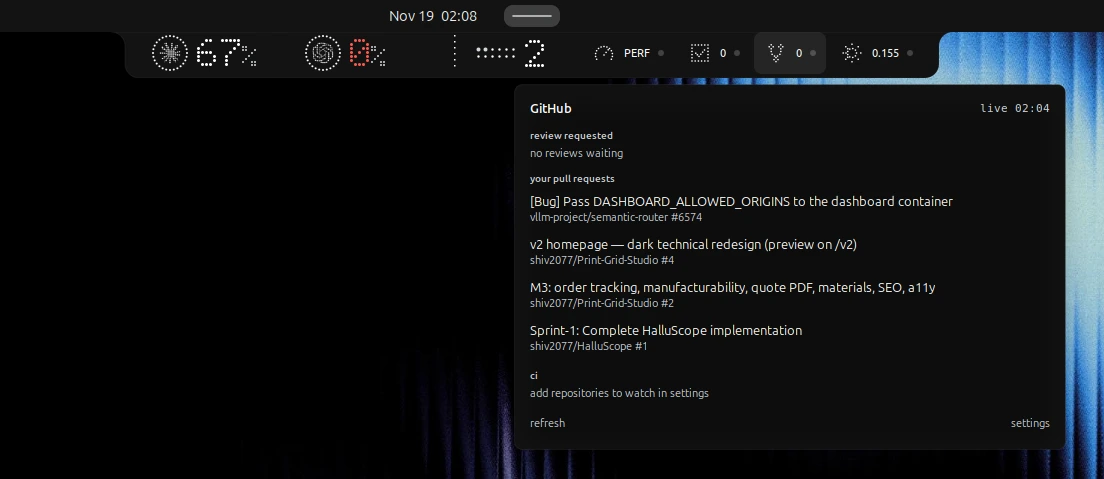 Nov 19 02:08
67%
0%
2
PERF
0
0
0.155
GitHub
live 02:04
review requested
no reviews waiting
your pull requests
[Bug] Pass DASHBOARD_ALLOWED_ORIGINS to the dashboard container
vllm-project/semantic-router #6574
v2 homepage — dark technical redesign (preview on /v2)
shiv2077/Print-Grid-Studio #4
M3: order tracking, manufacturability, quote PDF, materials, SEO, a11y
shiv2077/Print-Grid-Studio #2
Sprint-1: Complete HalluScope implementation
shiv2077/HalluScope #1
ci
add repositories to watch in settings
refresh
settings